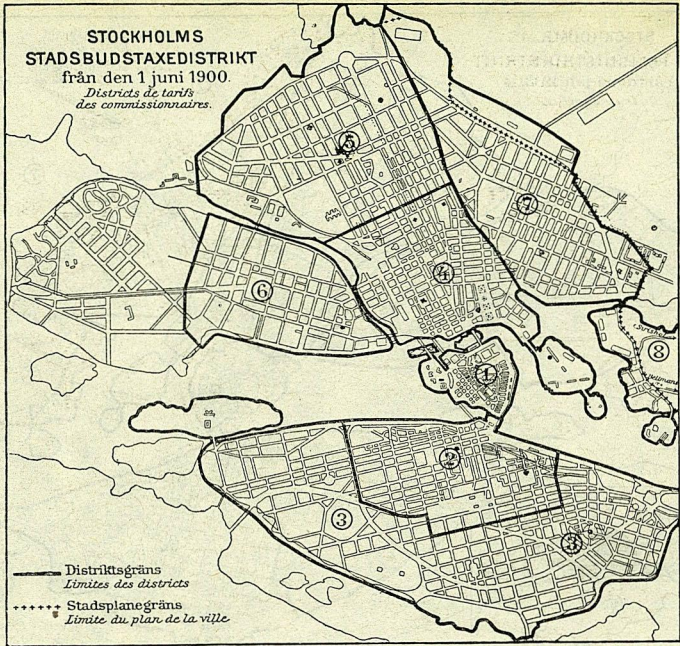 STOCKHOLMS
STADSBUDSTAXEDISTRIKT
från den 1 juni 1900.
Districts de tarifs
des commissionnaires.
5
7
4
6
8
1
2
3
3
Distriktsgräns
Limites des districts
Stadsplanegräns
Limite du plan de la ville